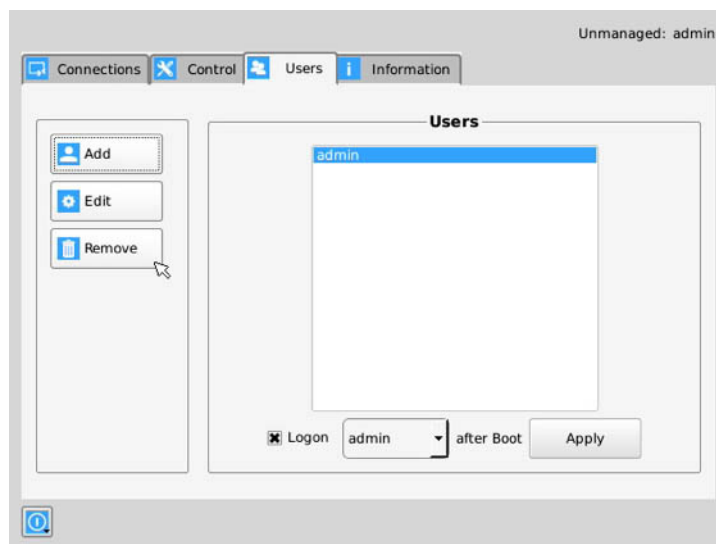 Unmanaged: admin
Connections Control Users Information
Users
Add
Edit
Remove
admin
Logon admin after Boot Apply